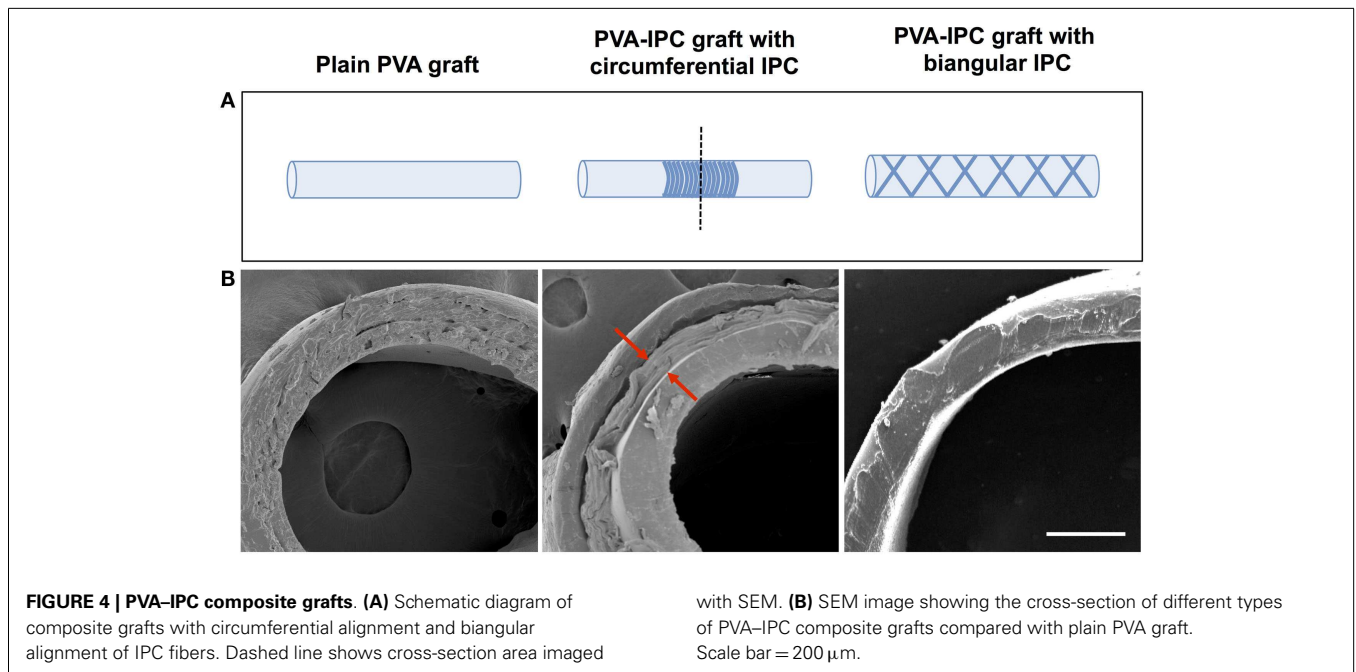 Plain PVA graft
PVA-IPC graft with
circumferential IPC
PVA-IPC graft with
biangular IPC
A
B
FIGURE 4 | PVA–IPC composite grafts. (A) Schematic diagram of
composite grafts with circumferential alignment and biangular
alignment of IPC fibers. Dashed line shows cross-section area imaged
with SEM. (B) SEM image showing the cross-section of different types
of PVA–IPC composite grafts compared with plain PVA graft.
Scale bar = 200 μm.